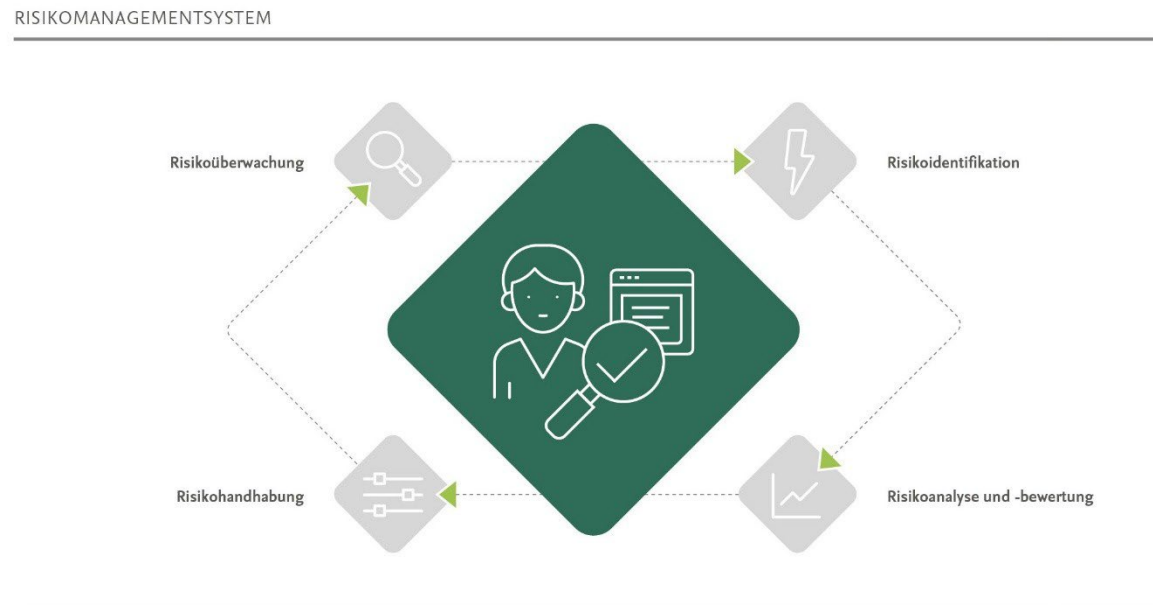 RISIKOMANAGEMENTSYSTEM
Risikoüberwachung
Risikoidentifikation
Risikohandhabung
Risikoanalyse und -bewertung